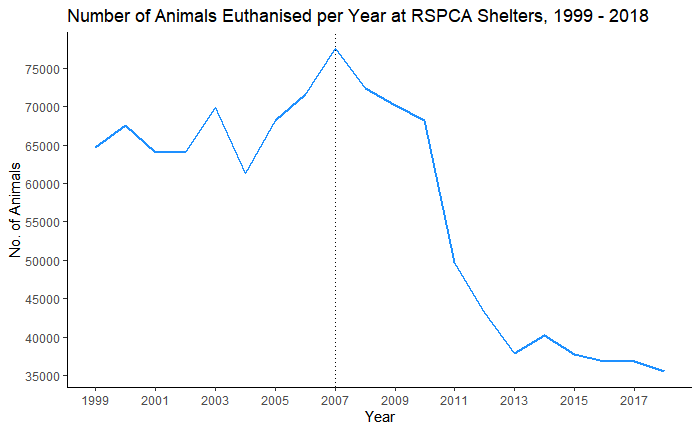 Number of Animals Euthanised per Year at RSPCA Shelters, 1999 - 2018
75000
70000
65000
60000
55000
50000
45000
40000
35000
No. of Animals
1999 2001 2003 2005 2007 2009 2011 2013 2015 2017
Year